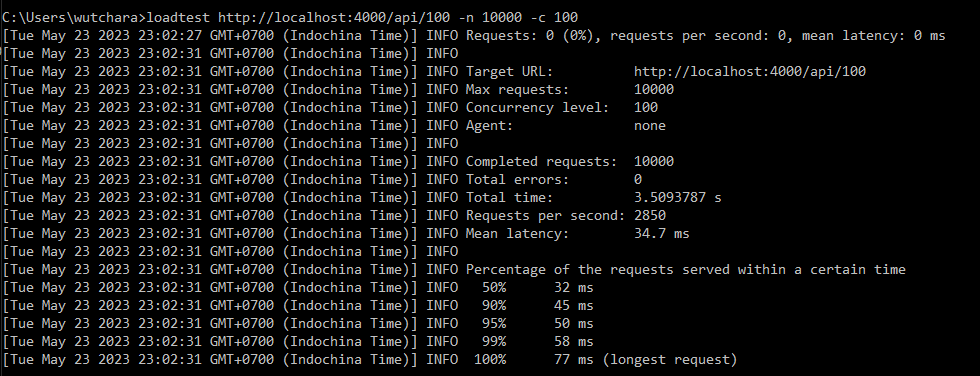 C:\Users\wutchara>loadtest http://localhost:4000/api/100 -n 10000 -c 100
[Tue May 23 2023 23:02:27 GMT+0700 (Indochina Time)] INFO Requests: 0 (0%), requests per second: 0, mean latency: 0 ms
[Tue May 23 2023 23:02:31 GMT+0700 (Indochina Time)] INFO
[Tue May 23 2023 23:02:31 GMT+0700 (Indochina Time)] INFO Target URL:          http://localhost:4000/api/100
[Tue May 23 2023 23:02:31 GMT+0700 (Indochina Time)] INFO Max requests:        10000
[Tue May 23 2023 23:02:31 GMT+0700 (Indochina Time)] INFO Concurrency level:   100
[Tue May 23 2023 23:02:31 GMT+0700 (Indochina Time)] INFO Agent:               none
[Tue May 23 2023 23:02:31 GMT+0700 (Indochina Time)] INFO
[Tue May 23 2023 23:02:31 GMT+0700 (Indochina Time)] INFO Completed requests:  10000
[Tue May 23 2023 23:02:31 GMT+0700 (Indochina Time)] INFO Total errors:        0
[Tue May 23 2023 23:02:31 GMT+0700 (Indochina Time)] INFO Total time:          3.5093787 s
[Tue May 23 2023 23:02:31 GMT+0700 (Indochina Time)] INFO Requests per second: 2850
[Tue May 23 2023 23:02:31 GMT+0700 (Indochina Time)] INFO Mean latency:        34.7 ms
[Tue May 23 2023 23:02:31 GMT+0700 (Indochina Time)] INFO
[Tue May 23 2023 23:02:31 GMT+0700 (Indochina Time)] INFO Percentage of the requests served within a certain time
[Tue May 23 2023 23:02:31 GMT+0700 (Indochina Time)] INFO   50%      32 ms
[Tue May 23 2023 23:02:31 GMT+0700 (Indochina Time)] INFO   90%      45 ms
[Tue May 23 2023 23:02:31 GMT+0700 (Indochina Time)] INFO   95%      50 ms
[Tue May 23 2023 23:02:31 GMT+0700 (Indochina Time)] INFO   99%      58 ms
[Tue May 23 2023 23:02:31 GMT+0700 (Indochina Time)] INFO  100%      77 ms (longest request)